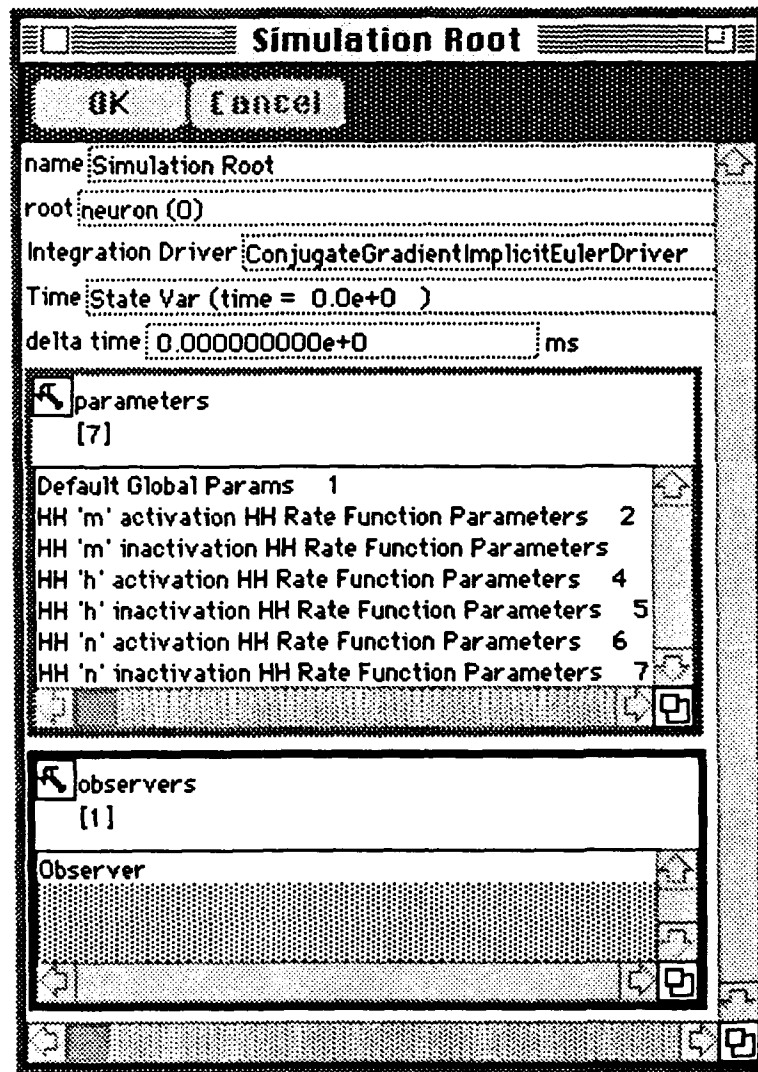 Simulation Root
OK Cancel
name Simulation Root
root neuron (0)
Integration Driver ConjugateGradientImplicitEulerDriver
Time State Var (time = 0.0e+0 )
delta time 0.000000000e+0 ms
parameters
[7]
Default Global Params 1
HH 'm' activation HH Rate Function Parameters 2
HH 'm' inactivation HH Rate Function Parameters
HH 'h' activation HH Rate Function Parameters 4
HH 'h' inactivation HH Rate Function Parameters 5
HH 'n' activation HH Rate Function Parameters 6
HH 'n' inactivation HH Rate Function Parameters 7
observers
[1]
Observer